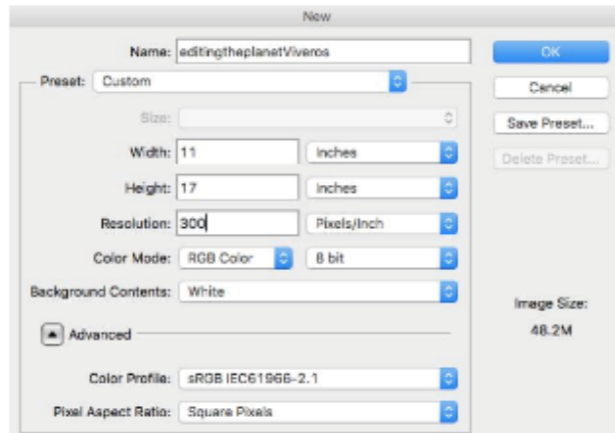 New
Name: editingtheplanetViveros
OK
Preset: Custom
Cancel
Size:
Save Preset...
Width: 11 Inches
Delete Preset...
Height: 17 Inches
Resolution: 300 Pixels/Inch
Color Mode: RGB Color 8 bit
Background Contents: White
Image Size:
48.2M
Advanced
Color Profile: sRGB IEC61966-2.1
Pixel Aspect Ratio: Square Pixels